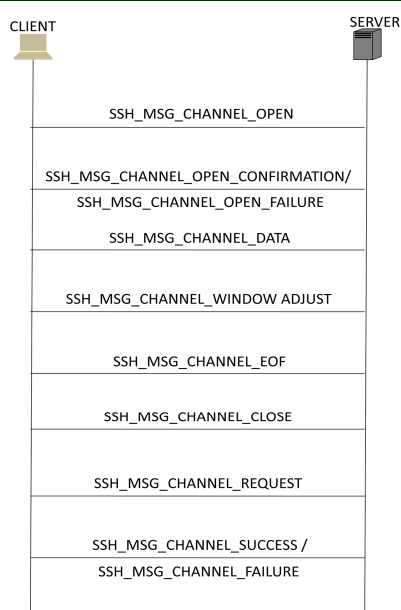 CLIENT
SERVER
SSH_MSG_CHANNEL_OPEN
SSH_MSG_CHANNEL_OPEN_CONFIRMATION/
SSH_MSG_CHANNEL_OPEN_FAILURE
SSH_MSG_CHANNEL_DATA
SSH_MSG_CHANNEL_WINDOW ADJUST
SSH_MSG_CHANNEL_EOF
SSH_MSG_CHANNEL_CLOSE
SSH_MSG_CHANNEL_REQUEST
SSH_MSG_CHANNEL_SUCCESS /
SSH_MSG_CHANNEL_FAILURE